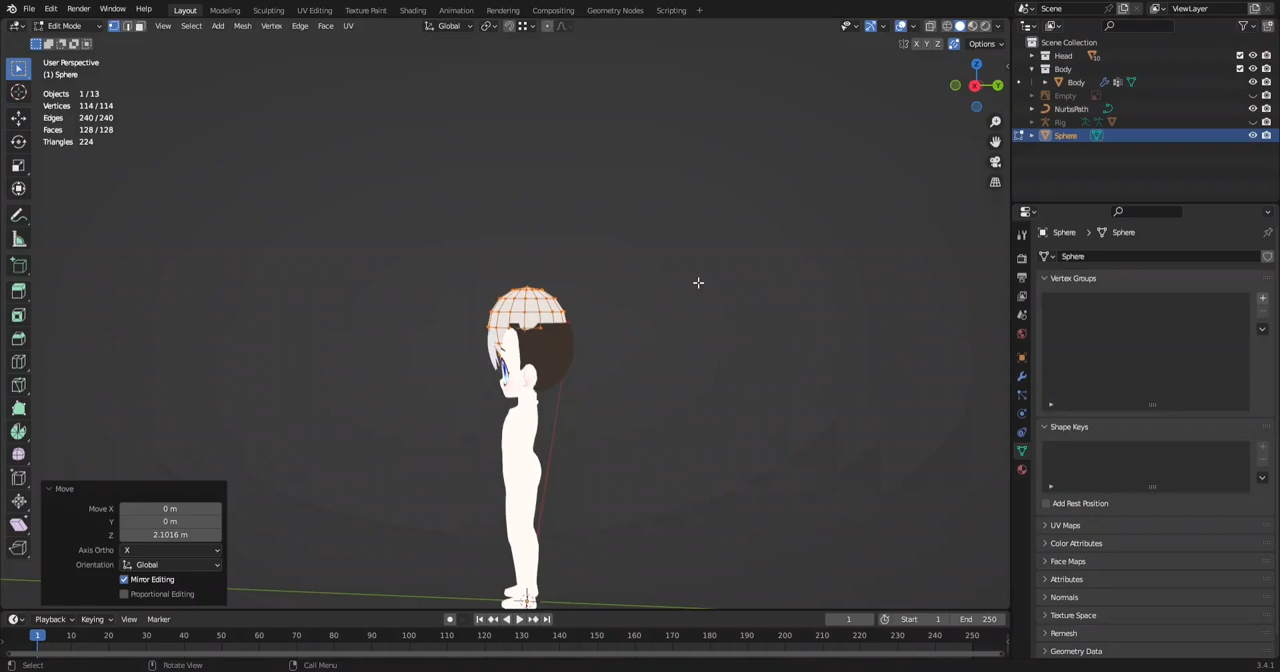 File Edit Render Window Help Layout Modeling Sculpting UV Editing Texture Paint Shading Animation Rendering Compositing Geometry Nodes Scripting + Scene ViewLayer
Edit Mode View Select Add Mesh Vertex Edge Face UV Global
X Y Z Options
User Perspective
(1) Sphere
Objects 1 / 13
Vertices 114 / 114
Edges 240 / 240
Faces 128 / 128
Triangles 224
Z
X
Y
Scene Collection
Head 10
Body
Body
Empty
NurbsPath
Rig
Sphere
Sphere > Sphere
Sphere
Vertex Groups
Shape Keys
Add Rest Position
UV Maps
Color Attributes
Face Maps
Attributes
Normals
Texture Space
Remesh
Geometry Data
Move
Move X 0 m
Y 0 m
Z 2.1016 m
Axis Ortho X
Orientation Global
Mirror Editing
Proportional Editing
Playback Keying View Marker 1 Start 1 End 250
1 10 20 30 40 50 60 70 80 90 100 110 120 130 140 150 160 170 180 190 200 210 220 230 240 250
Select Rotate View Call Menu 3.4.1